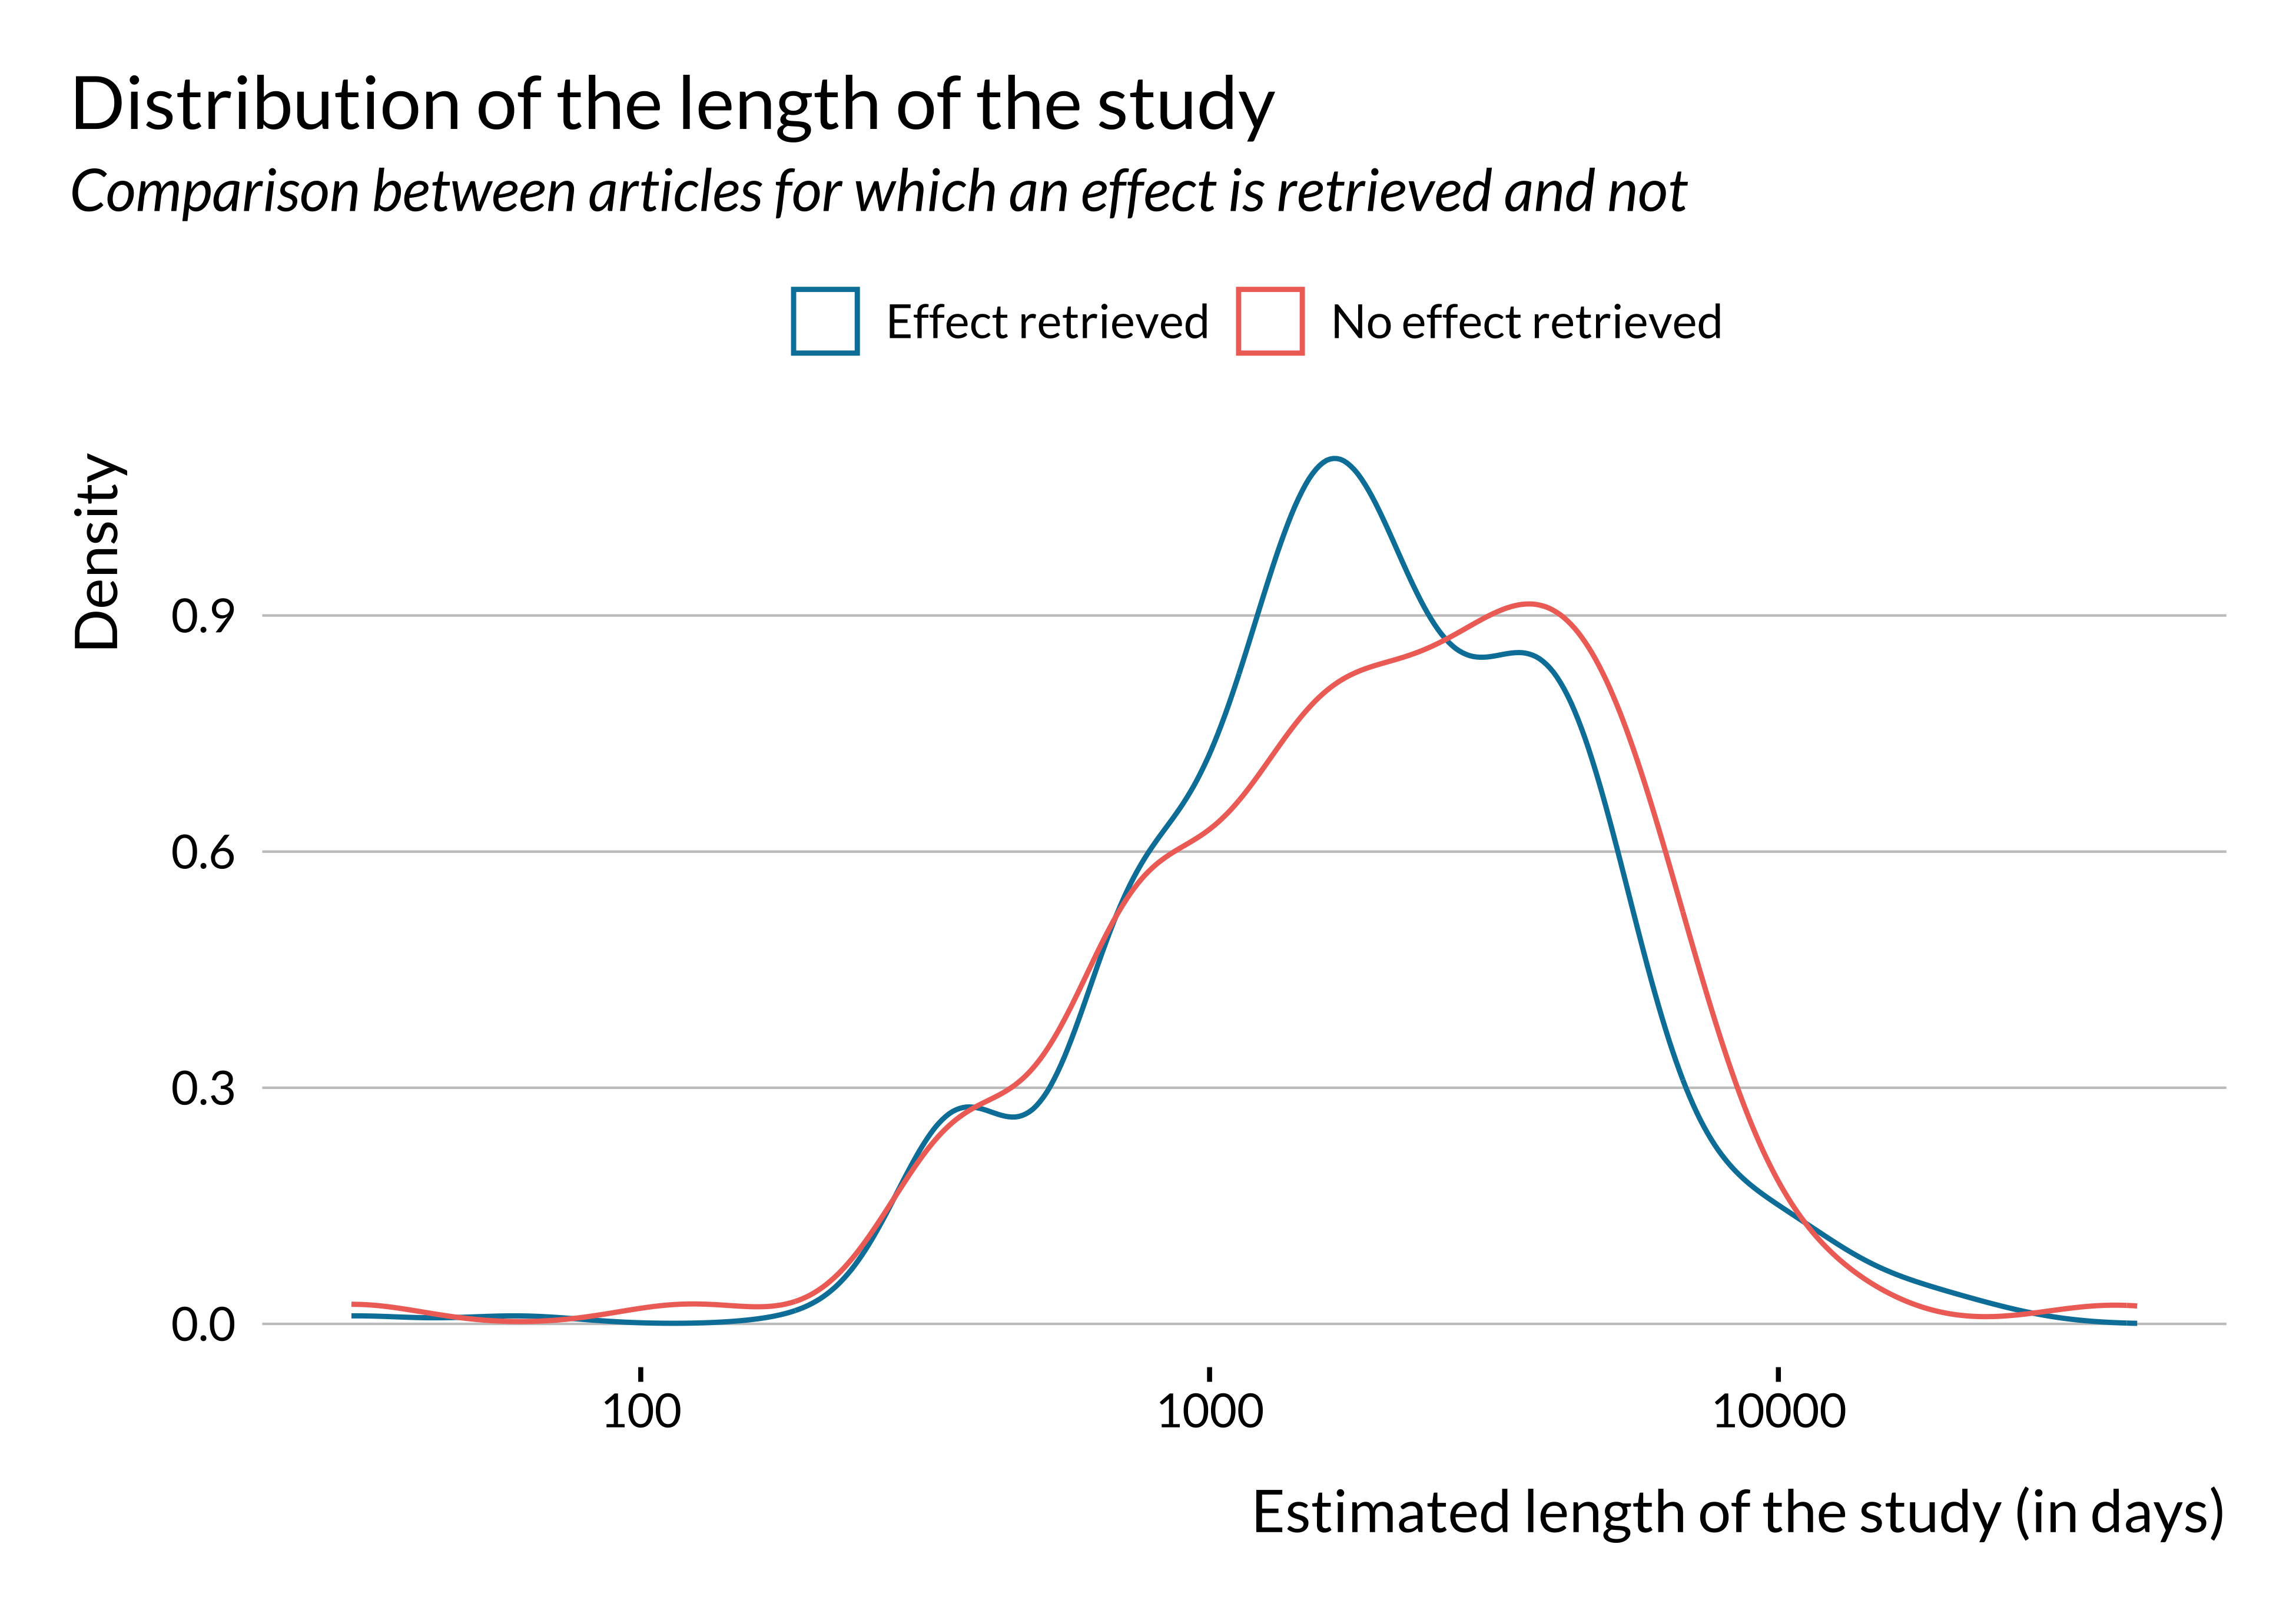 Distribution of the length of the study
Comparison between articles for which an effect is retrieved and not
Effect retrieved No effect retrieved
Density
0.9
0.6
0.3
0.0
100 1000 10000
Estimated length of the study (in days)